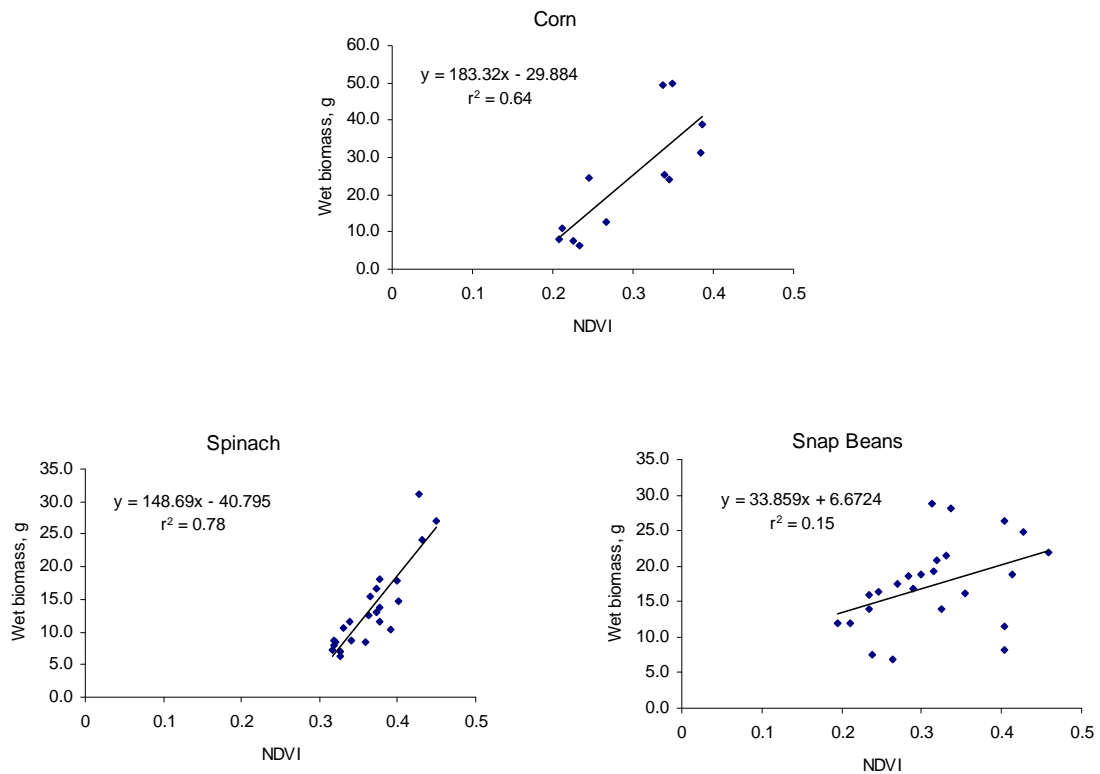 Corn
60.0
50.0
40.0
30.0
20.0
10.0
0.0
y = 183.32x - 29.884
r² = 0.64
Wet biomass, g
0 0.1 0.2 0.3 0.4 0.5
NDVI
Spinach
35.0
30.0
25.0
20.0
15.0
10.0
5.0
0.0
y = 148.69x - 40.795
r² = 0.78
Wet biomass, g
0 0.1 0.2 0.3 0.4 0.5
NDVI
Snap Beans
35.0
30.0
25.0
20.0
15.0
10.0
5.0
0.0
y = 33.859x + 6.6724
r² = 0.15
Wet biomass, g
0 0.1 0.2 0.3 0.4 0.5
NDVI